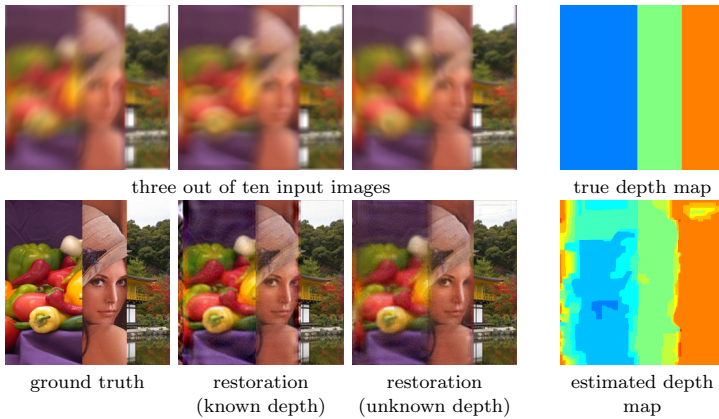 three out of ten input images
true depth map
ground truth
restoration
(known depth)
restoration
(unknown depth)
estimated depth
map